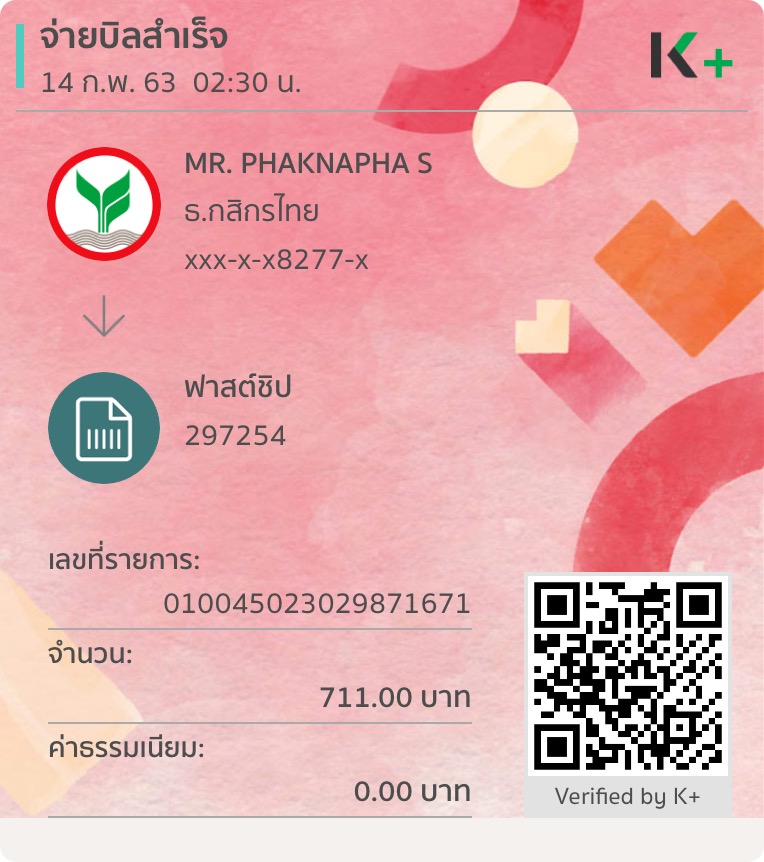 จ่ายบิลสำเร็จ
14 ก.พ. 63 02:30 น.
K+
MR. PHAKNAPHA S
ธ.กสิกรไทย
xxx-x-x8277-x
ฟาสต์ชิป
297254
เลขที่รายการ:
010045023029871671
จำนวน:
711.00 บาท
ค่าธรรมเนียม:
0.00 บาท
Verified by K+